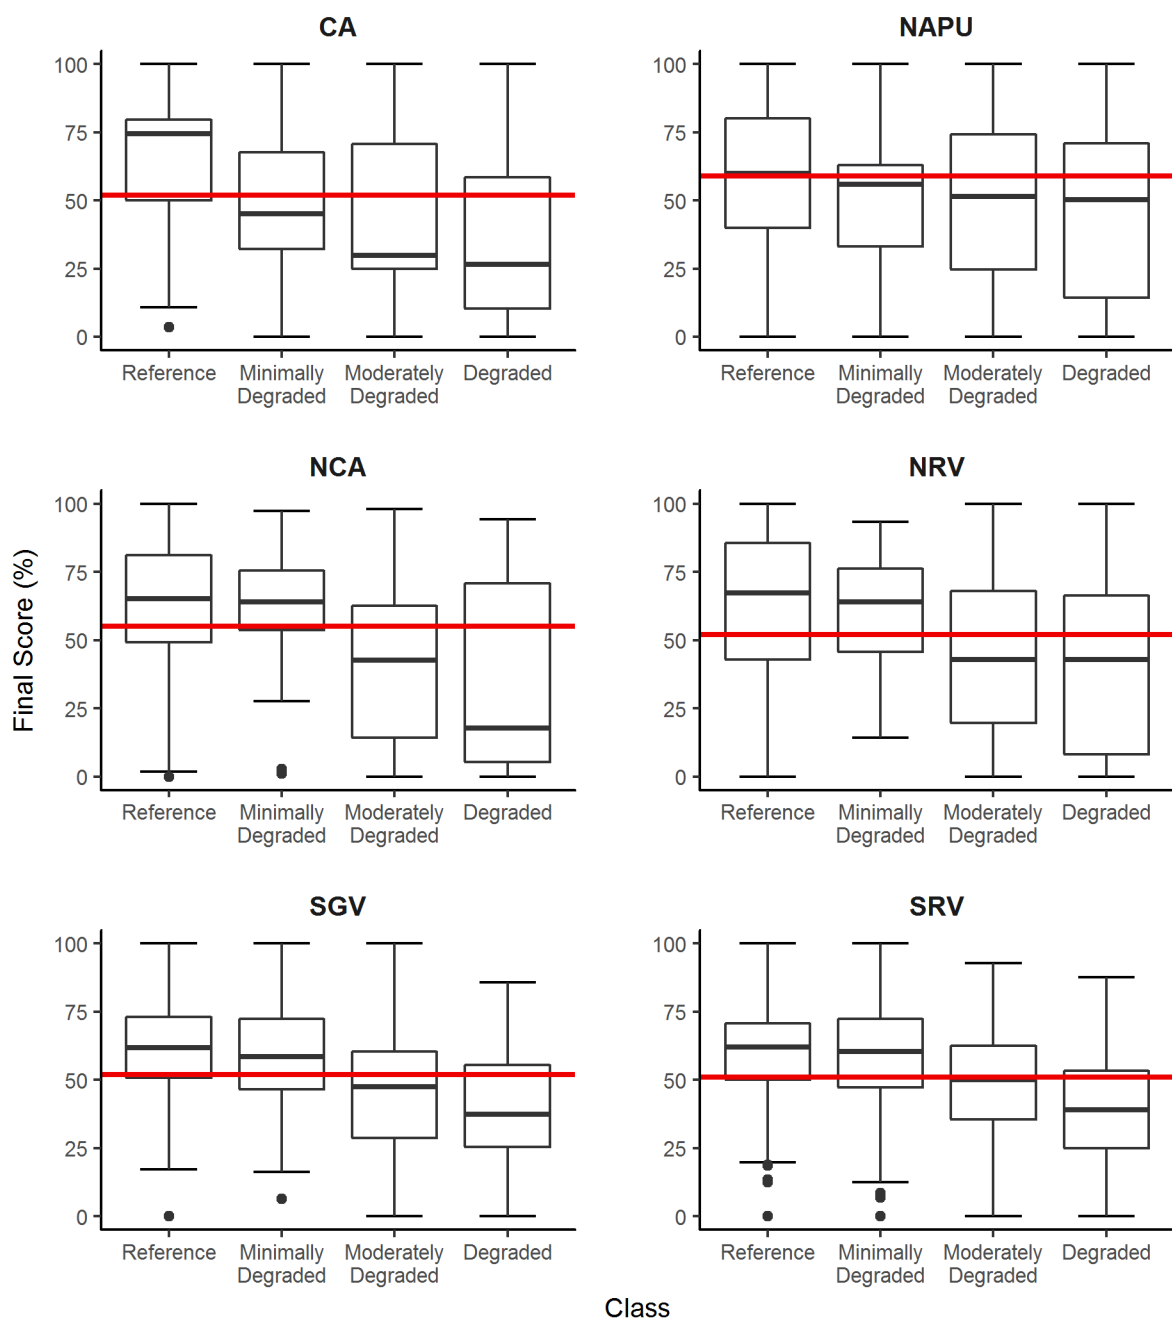 CA
100
75
50
25
0
Reference
Minimally
Degraded
Moderately
Degraded
Degraded
NAPU
100
75
50
25
0
Reference
Minimally
Degraded
Moderately
Degraded
Degraded
Final Score (%)
NCA
100
75
50
25
0
Reference
Minimally
Degraded
Moderately
Degraded
Degraded
NRV
100
75
50
25
0
Reference
Minimally
Degraded
Moderately
Degraded
Degraded
SGV
100
75
50
25
0
Reference
Minimally
Degraded
Moderately
Degraded
Degraded
SRV
100
75
50
25
0
Reference
Minimally
Degraded
Moderately
Degraded
Degraded
Class